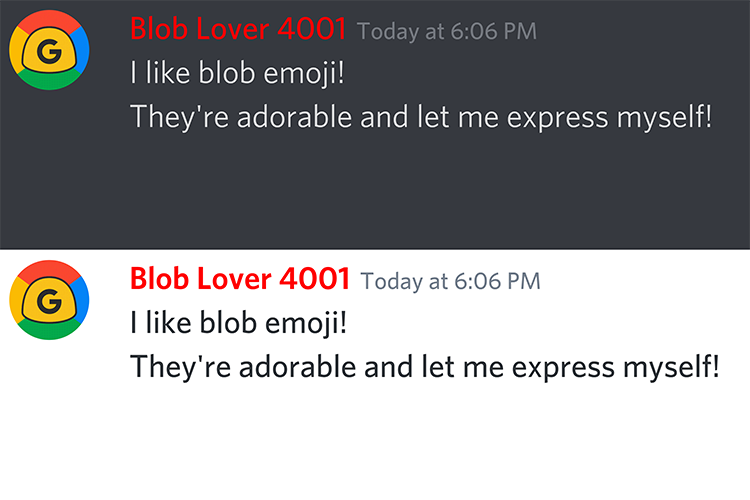 G
Blob Lover 4001 Today at 6:06 PM
I like blob emoji!
They're adorable and let me express myself!
G
Blob Lover 4001 Today at 6:06 PM
I like blob emoji!
They're adorable and let me express myself!